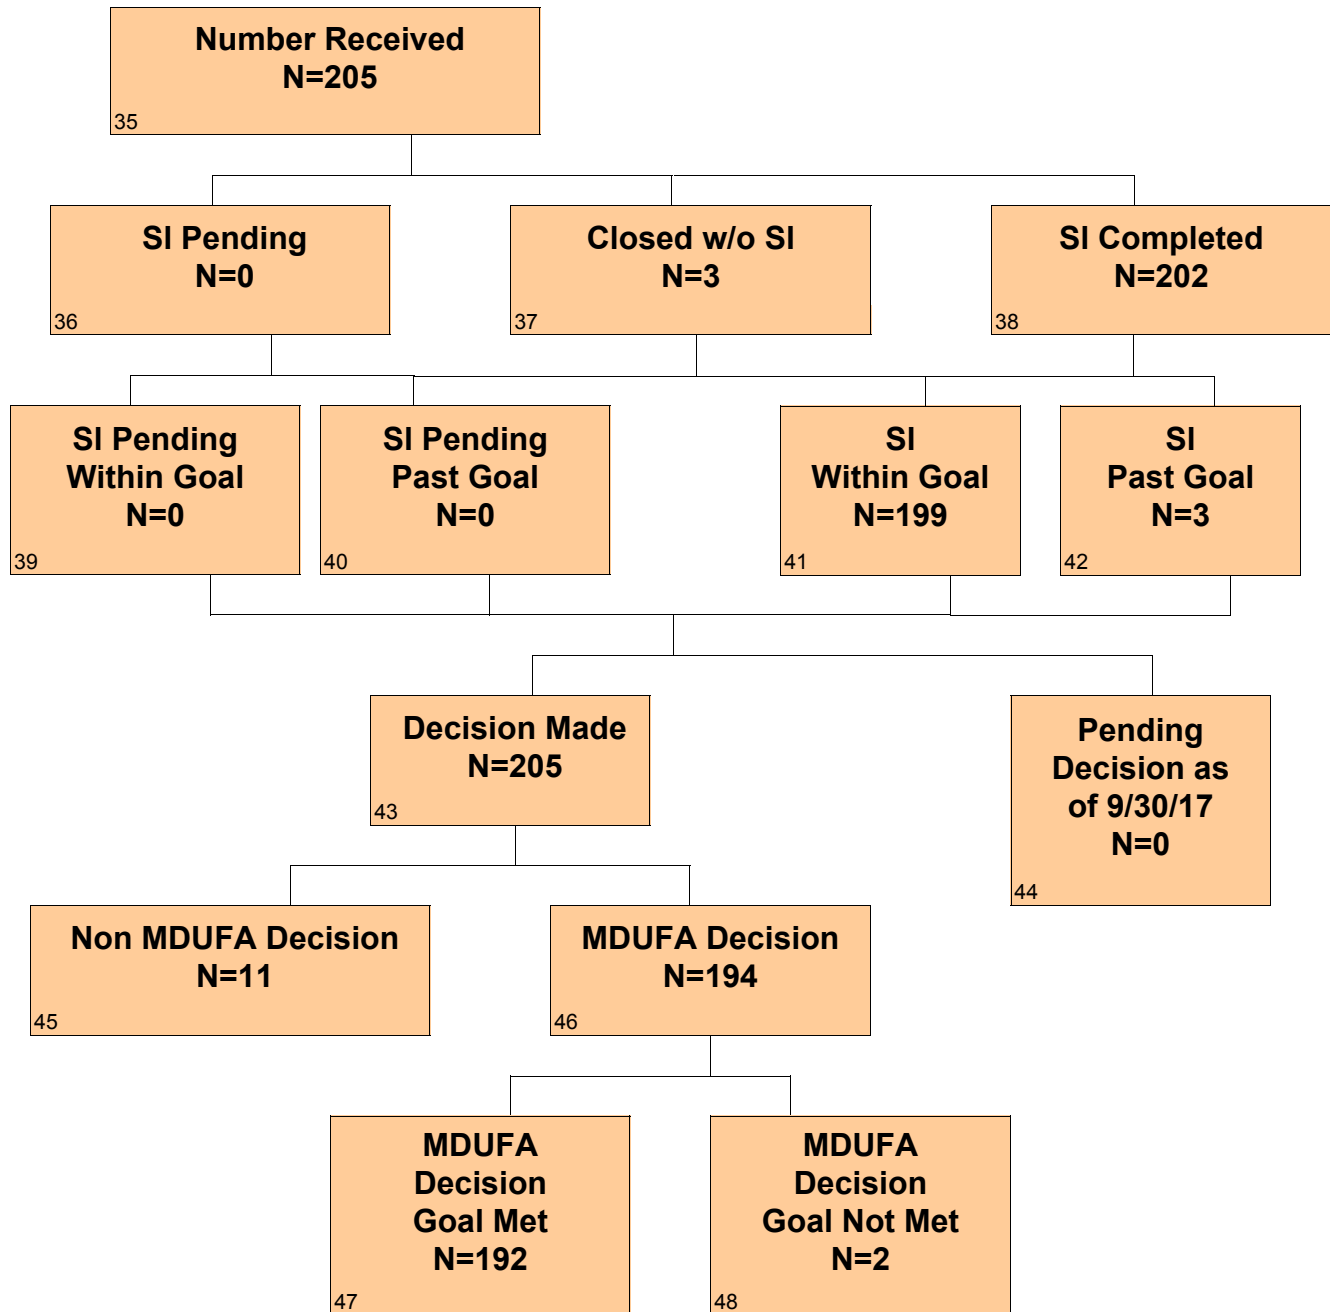 Number Received
N=205
35
SI Pending
N=0
36
Closed w/o SI
N=3
37
SI Completed
N=202
38
SI Pending
Within Goal
N=0
39
SI Pending
Past Goal
N=0
40
SI
Within Goal
N=199
41
SI
Past Goal
N=3
42
Decision Made
N=205
43
Pending
Decision as
of 9/30/17
N=0
44
Non MDUFA Decision
N=11
45
MDUFA Decision
N=194
46
MDUFA
Decision
Goal Met
N=192
47
MDUFA
Decision
Goal Not Met
N=2
48